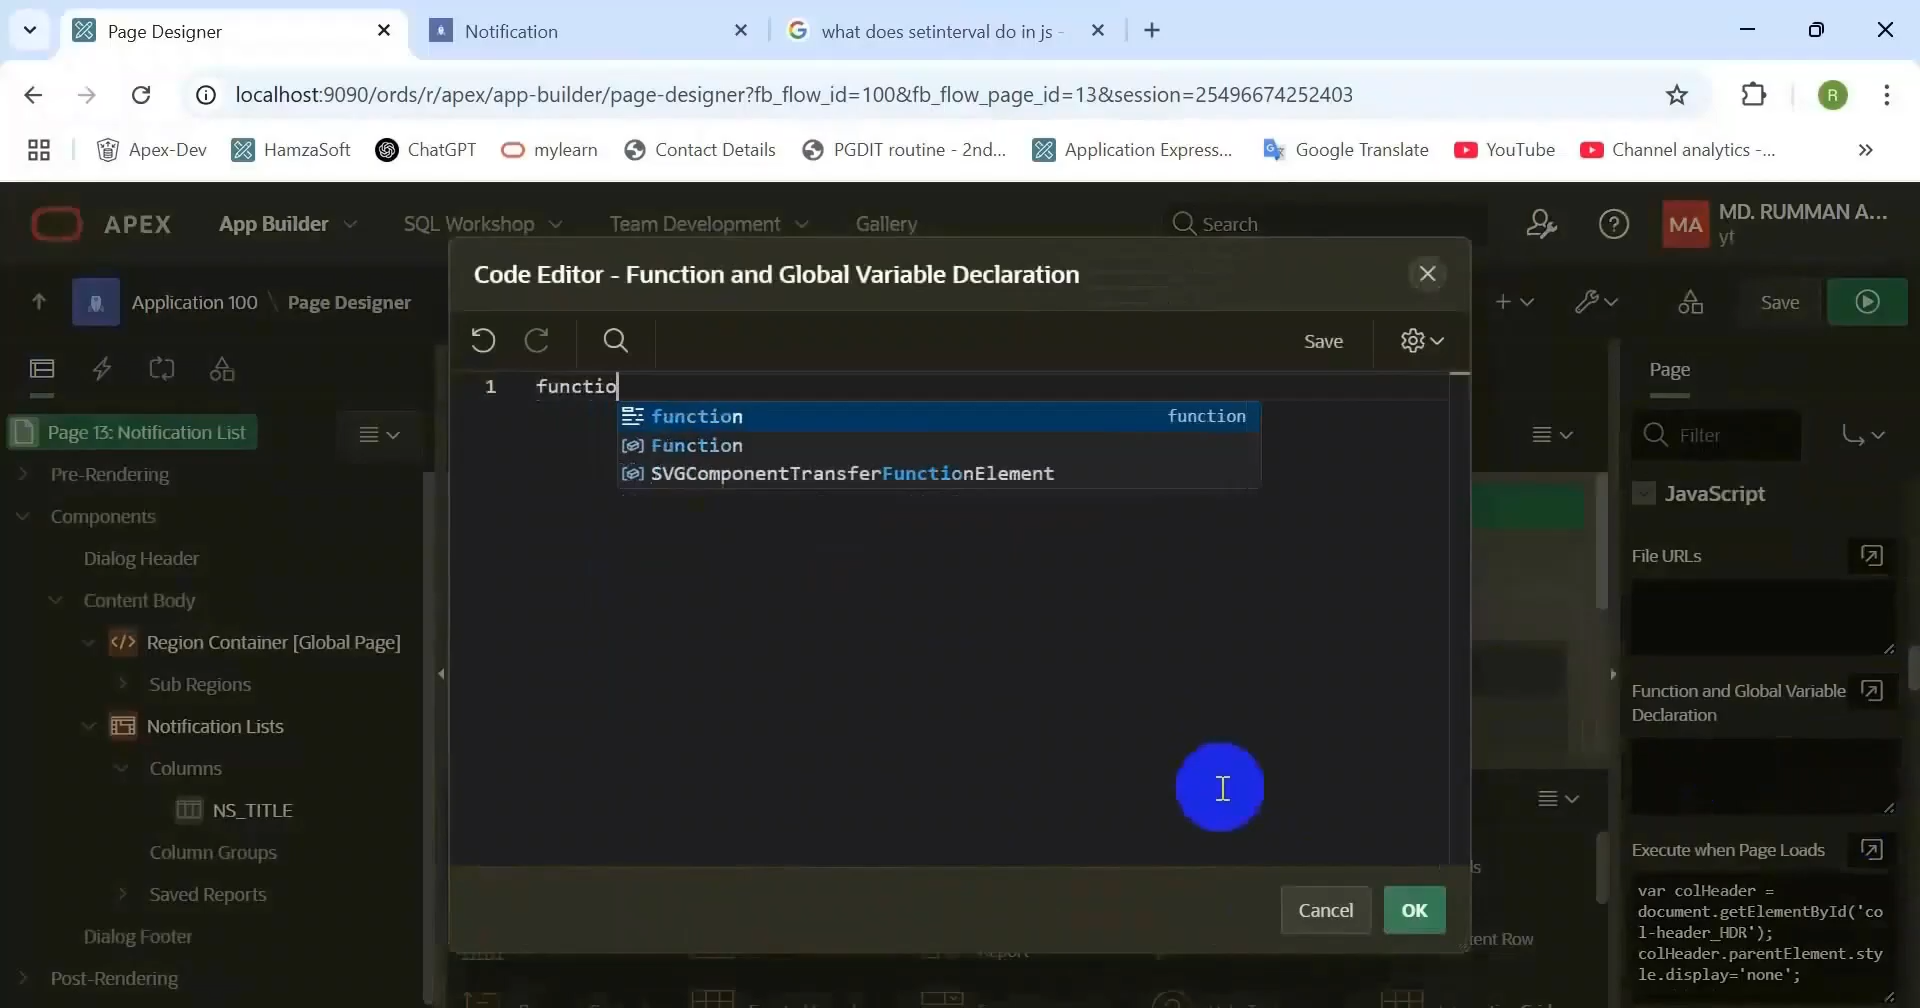 Page Designer
Notification
what does setinterval do in js -
localhost:9090/ords/r/apex/app-builder/page-designer?fb_flow_id=100&fb_flow_page_id=13&session=25496674252403
R
Apex-Dev
HamzaSoft
ChatGPT
mylearn
Contact Details
PGDIT routine - 2nd...
Application Express...
Google Translate
YouTube
Channel analytics -...
APEX
App Builder
SQL Workshop
Team Development
Gallery
Search
MA
MD. RUMMAN A...
yt
Application 100 \ Page Designer
Save
Page 13: Notification List
Pre-Rendering
Components
Dialog Header
Content Body
Region Container [Global Page]
Sub Regions
Notification Lists
Columns
NS_TITLE
Column Groups
Saved Reports
Dialog Footer
Post-Rendering
Code Editor - Function and Global Variable Declaration
Save
1 functio
function function
Function
SVGComponentTransferFunctionElement
Cancel
OK
Page
Filter
JavaScript
File URLs
Function and Global Variable
Declaration
Execute when Page Loads
var colHeader =
document.getElementById('co
l-header_HDR');
colHeader.parentElement.sty
le.display='none';